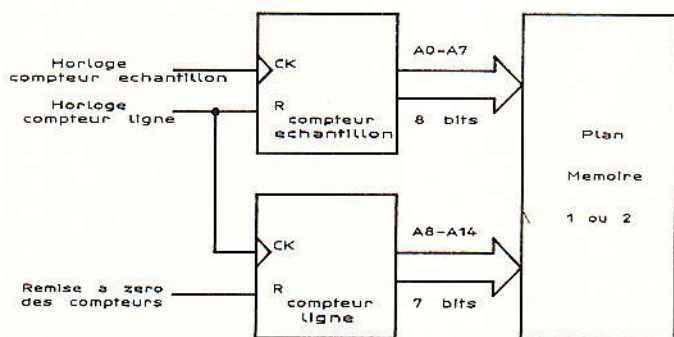 Horloge
compteur echantillon
Horloge
compteur ligne
CK
R
compteur
echantillon
A0-A7
8 bits
Plan
Memoire
1 ou 2
CK
R
compteur
ligne
A8-A14
7 bits
Remise a zero
des compteurs